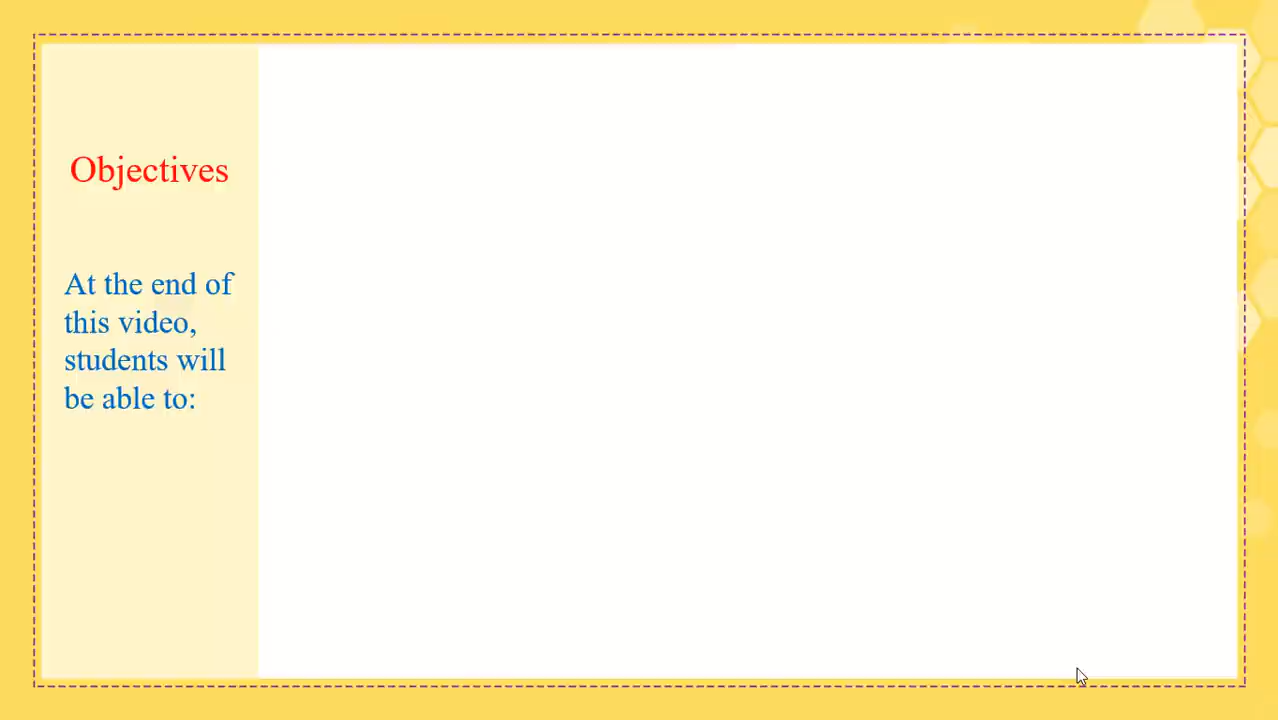 Objectives
At the end of
this video,
students will
be able to: